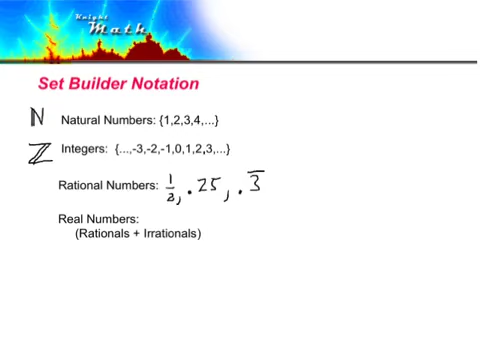 Knight
Math
Set Builder Notation
ℕ Natural Numbers: {1,2,3,4,...}
ℤ Integers: {...,-3,-2,-1,0,1,2,3,...}
Rational Numbers: 1/2, .25, .3̅
Real Numbers:
(Rationals + Irrationals)